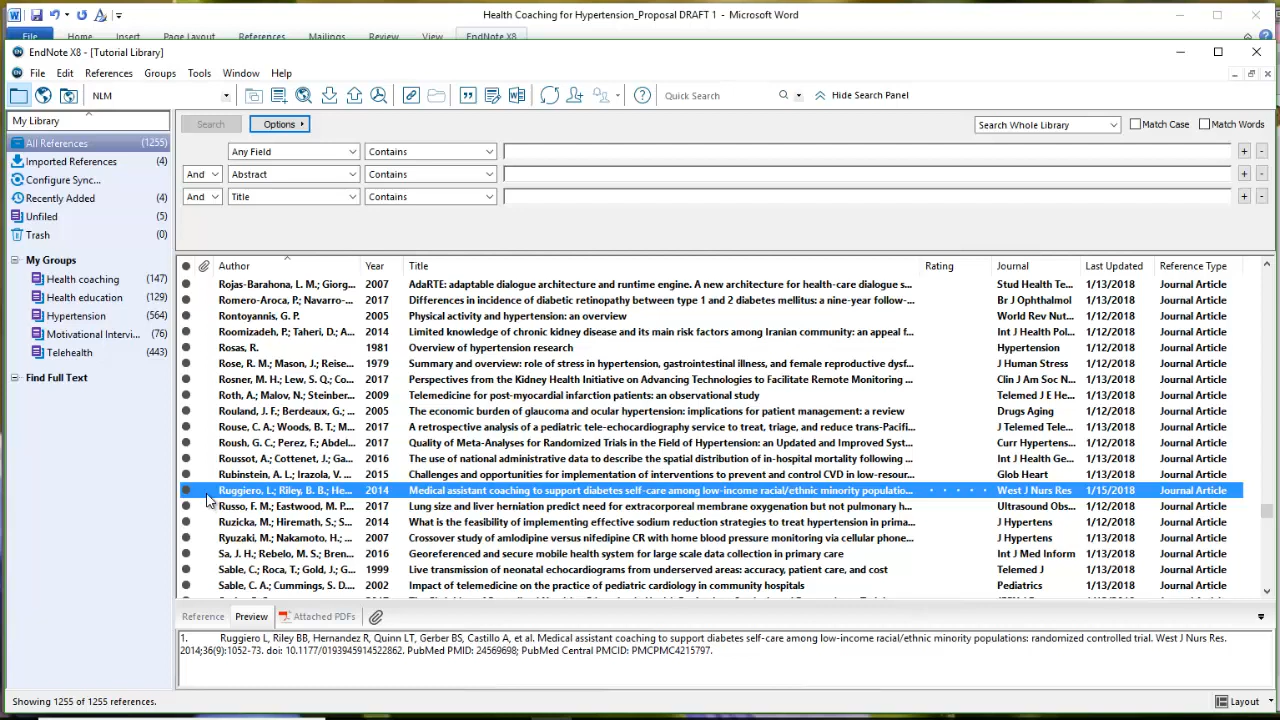 Health Coaching for Hypertension_Proposal DRAFT 1 - Microsoft Word
File Home Insert Page Layout References Mailings Review View EndNote X8
EndNote X8 - [Tutorial Library]
File Edit References Groups Tools Window Help
NLM Quick Search Hide Search Panel
My Library
All References (1255)
Imported References (4)
Configure Sync...
Recently Added (4)
Unfiled (5)
Trash (0)
My Groups
Health coaching (147)
Health education (129)
Hypertension (564)
Motivational Intervi... (76)
Telehealth (443)
Find Full Text
Search Options Search Whole Library Match Case Match Words
Any Field Contains + -
And Abstract Contains + -
And Title Contains + -
Author Year Title Rating Journal Last Updated Reference Type
Rojas-Barahona, L. M.; Giorg... 2007 AdaRTE: adaptable dialogue architecture and runtime engine. A new architecture for health-care dialogue s... Stud Health Te... 1/13/2018 Journal Article
Romero-Aroca, P.; Navarro-... 2017 Differences in incidence of diabetic retinopathy between type 1 and 2 diabetes mellitus: a nine-year follow-... Br J Ophthalmol 1/13/2018 Journal Article
Rontoyannis, G. P. 2005 Physical activity and hypertension: an overview World Rev Nut... 1/12/2018 Journal Article
Roomizadeh, P.; Taheri, D.; A... 2014 Limited knowledge of chronic kidney disease and its main risk factors among Iranian community: an appeal f... Int J Health Pol... 1/12/2018 Journal Article
Rosas, R. 1981 Overview of hypertension research Hypertension 1/12/2018 Journal Article
Rose, R. M.; Mason, J.; Reise... 1979 Summary and overview: role of stress in hypertension, gastrointestinal illness, and female reproductive dysf... J Human Stress 1/12/2018 Journal Article
Rosner, M. H.; Lew, S. Q.; Co... 2017 Perspectives from the Kidney Health Initiative on Advancing Technologies to Facilitate Remote Monitoring ... Clin J Am Soc N... 1/13/2018 Journal Article
Roth, A.; Malov, N.; Steinber... 2009 Telemedicine for post-myocardial infarction patients: an observational study Telemed J E He... 1/13/2018 Journal Article
Rouland, J. F.; Berdeaux, G.; ... 2005 The economic burden of glaucoma and ocular hypertension: implications for patient management: a review Drugs Aging 1/12/2018 Journal Article
Rouse, C. A.; Woods, B. T.; M... 2017 A retrospective analysis of a pediatric tele-echocardiography service to treat, triage, and reduce trans-Pacifi... J Telemed Tele... 1/13/2018 Journal Article
Roush, G. C.; Perez, F.; Abdel... 2017 Quality of Meta-Analyses for Randomized Trials in the Field of Hypertension: an Updated and Improved Syst... Curr Hypertens... 1/12/2018 Journal Article
Roussot, A.; Cottenet, J.; Ga... 2016 The use of national administrative data to describe the spatial distribution of in-hospital mortality following ... Int J Cardiol 1/13/2018 Journal Article
Rubinstein, A. L.; Irazola, V. ... 2015 Challenges and opportunities for implementation of interventions to prevent and control CVD in low-resour... Glob Heart 1/13/2018 Journal Article
Ruggiero, L.; Riley, B. B.; He... 2014 Medical assistant coaching to support diabetes self-care among low-income racial/ethnic minority populatio... West J Nurs Res 1/15/2018 Journal Article
Russo, F. M.; Eastwood, M. P.... 2017 Lung size and liver herniation predict need for extracorporeal membrane oxygenation but not pulmonary h... Ultrasound Obs... 1/12/2018 Journal Article
Ruzicka, M.; Hiremath, S.; S... 2014 What is the feasibility of implementing effective sodium reduction strategies to treat hypertension in prima... J Hypertens 1/12/2018 Journal Article
Ryuzaki, M.; Nakamoto, H.; ... 2007 Crossover study of amlodipine versus nifedipine CR with home blood pressure monitoring via cellular phone... J Hypertens 1/13/2018 Journal Article
Sa, J. H.; Rebelo, M. S.; Bren... 2016 Georeferenced and secure mobile health system for large scale data collection in primary care Int J Med Inform 1/13/2018 Journal Article
Sable, C.; Roca, T.; Gold, J.; G... 1999 Live transmission of neonatal echocardiograms from underserved areas: accuracy, patient care, and cost Telemed J 1/13/2018 Journal Article
Sable, C. A.; Cummings, S. D.... 2002 Impact of telemedicine on the practice of pediatric cardiology in community hospitals Pediatrics 1/13/2018 Journal Article
Reference Preview Attached PDFs
1. Ruggiero L, Riley BB, Hernandez R, Quinn LT, Gerber BS, Castillo A, et al. Medical assistant coaching to support diabetes self-care among low-income racial/ethnic minority populations: randomized controlled trial. West J Nurs Res.
2014;36(9):1052-73. doi: 10.1177/0193945914522862. PubMed PMID: 24569698; PubMed Central PMCID: PMCPMC4215797.
Showing 1255 of 1255 references. Layout